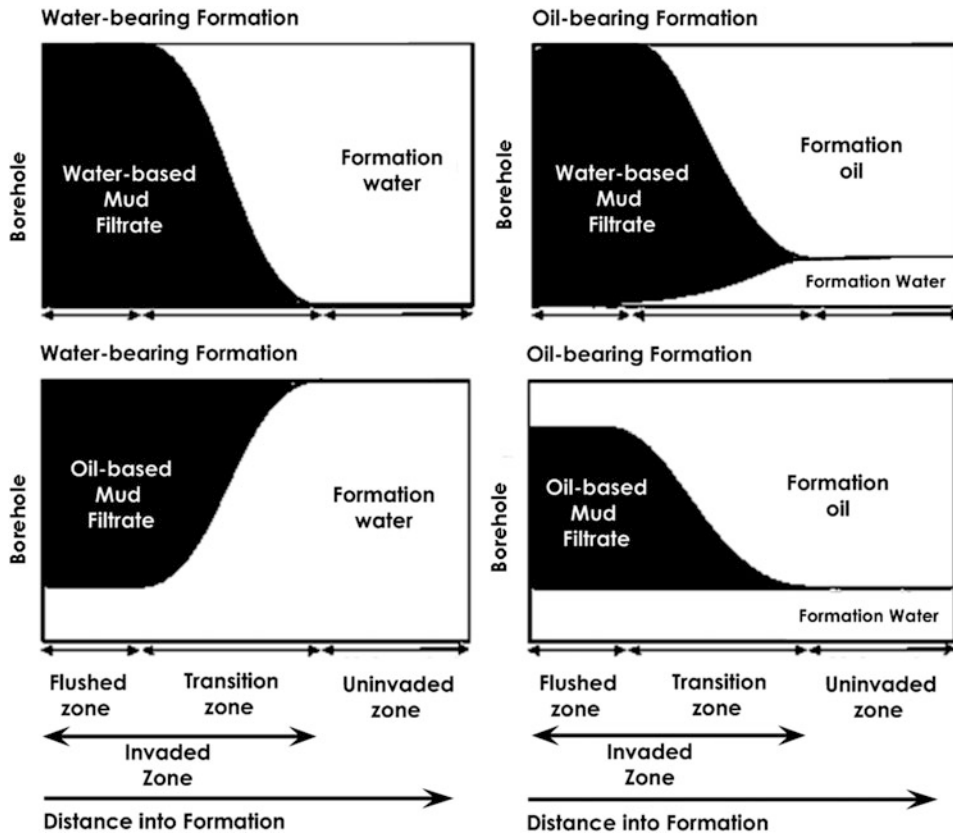 Water-bearing Formation
Borehole
Water-based
Mud
Filtrate
Formation
water
Oil-bearing Formation
Borehole
Water-based
Mud
Filtrate
Formation
oil
Formation Water
Water-bearing Formation
Borehole
Oil-based
Mud
Filtrate
Formation
water
Oil-bearing Formation
Borehole
Oil-based
Mud
Filtrate
Formation
oil
Formation Water
Flushed
zone
Transition
zone
Uninvaded
zone
Invaded
Zone
Distance into Formation
Flushed
zone
Transition
zone
Uninvaded
zone
Invaded
Zone
Distance into Formation